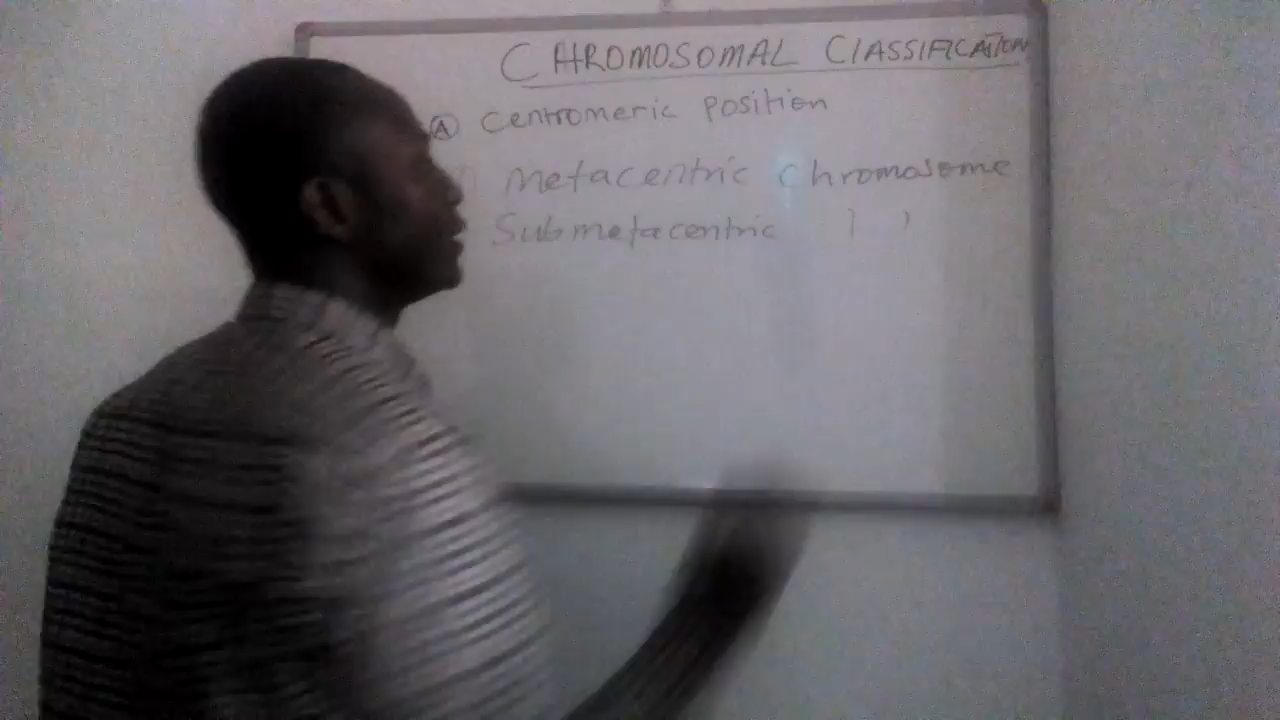 CHROMOSOMAL CLASSIFICATION
Ⓐ Centromeric position
Metacentric chromosome
Submetacentric ) )